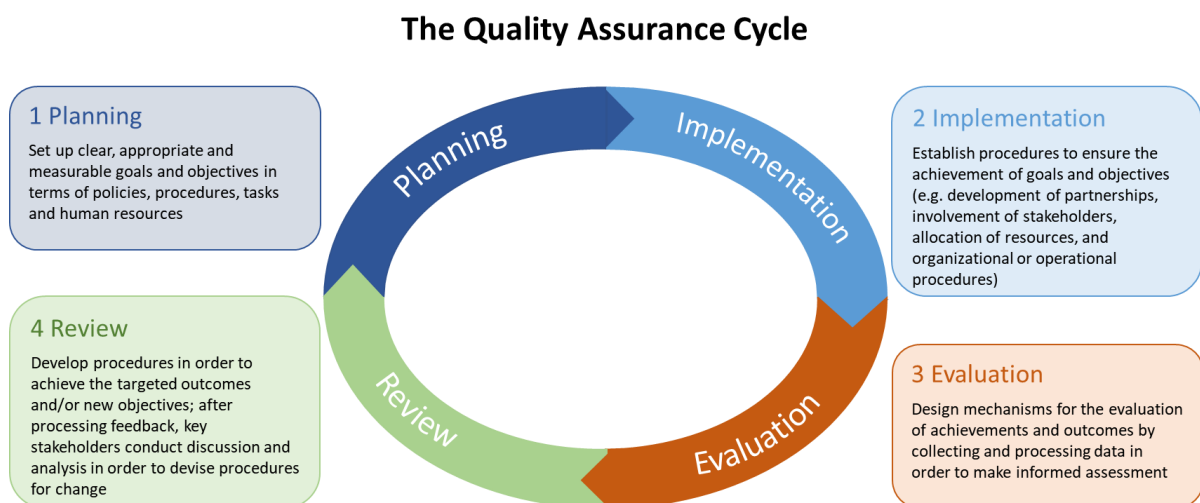 The Quality Assurance Cycle
1 Planning
Set up clear, appropriate and
measurable goals and objectives in
terms of policies, procedures, tasks
and human resources
Planning
Implementation
2 Implementation
Establish procedures to ensure the
achievement of goals and objectives
(e.g. development of partnerships,
involvement of stakeholders,
allocation of resources, and
organizational or operational
procedures)
4 Review
Develop procedures in order to
achieve the targeted outcomes
and/or new objectives; after
processing feedback, key
stakeholders conduct discussion and
analysis in order to devise procedures
for change
Review
Evaluation
3 Evaluation
Design mechanisms for the evaluation
of achievements and outcomes by
collecting and processing data in
order to make informed assessment